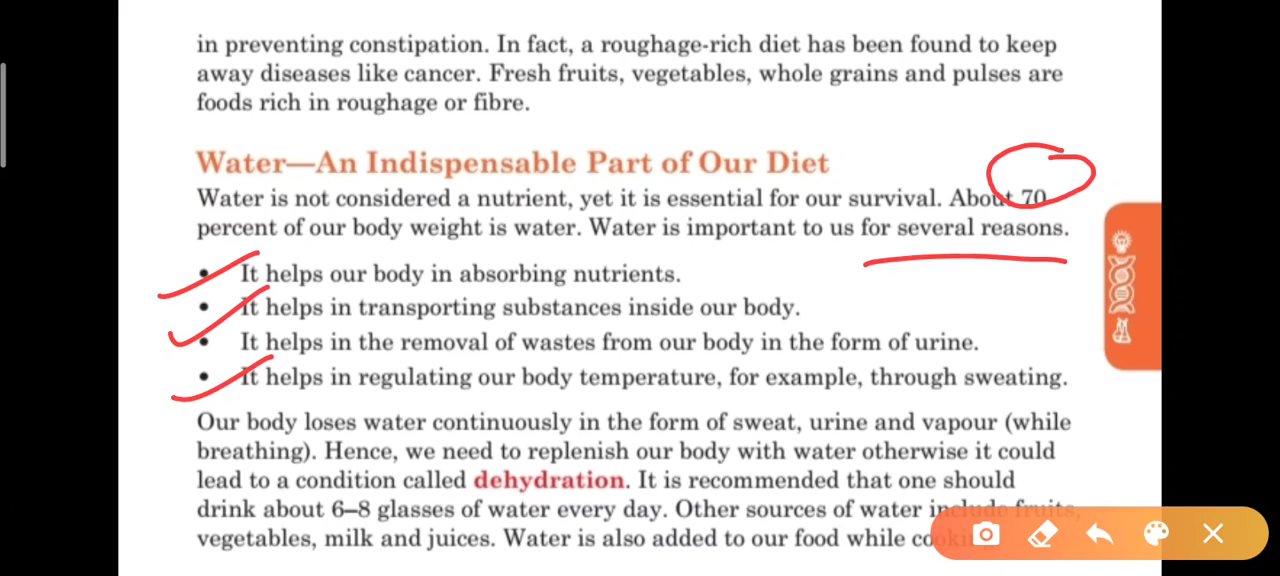 in preventing constipation. In fact, a roughage-rich diet has been found to keep
away diseases like cancer. Fresh fruits, vegetables, whole grains and pulses are
foods rich in roughage or fibre.
Water—An Indispensable Part of Our Diet
Water is not considered a nutrient, yet it is essential for our survival. About 70
percent of our body weight is water. Water is important to us for several reasons.
• It helps our body in absorbing nutrients.
• It helps in transporting substances inside our body.
• It helps in the removal of wastes from our body in the form of urine.
• It helps in regulating our body temperature, for example, through sweating.
Our body loses water continuously in the form of sweat, urine and vapour (while
breathing). Hence, we need to replenish our body with water otherwise it could
lead to a condition called dehydration. It is recommended that one should
drink about 6–8 glasses of water every day. Other sources of water include fruits,
vegetables, milk and juices. Water is also added to our food while cooking